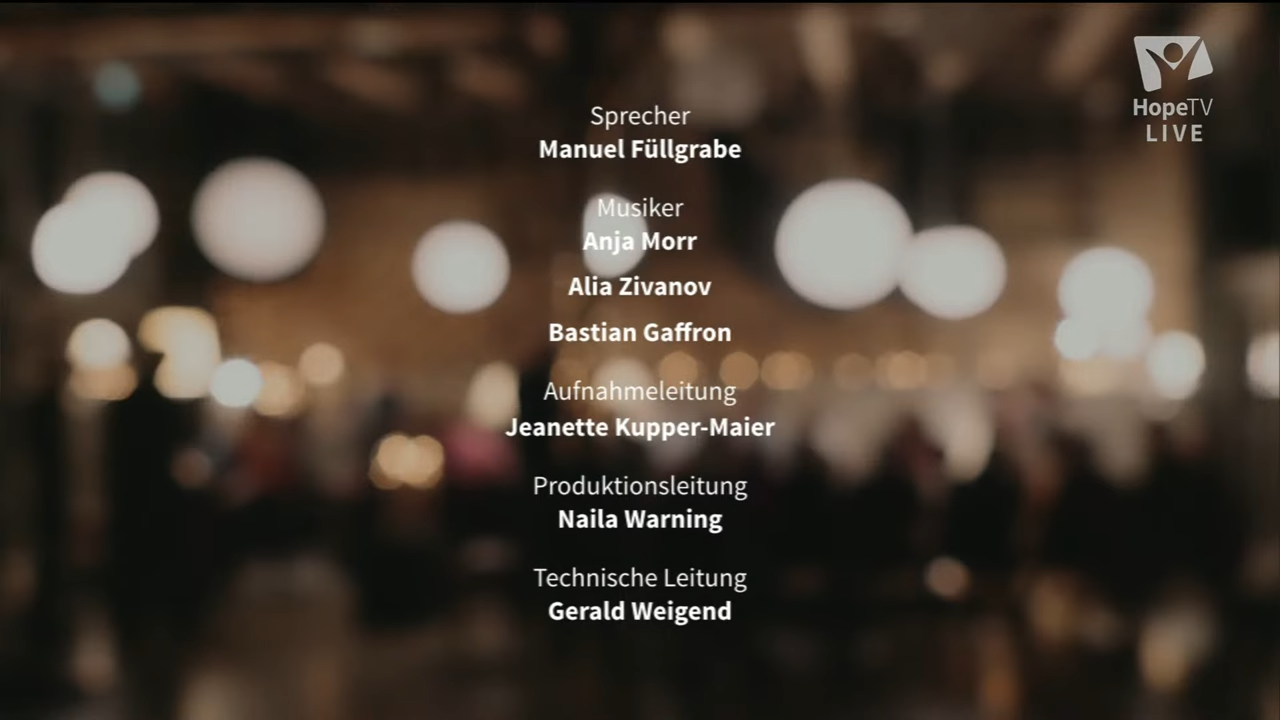 HopeTV
LIVE
Sprecher
Manuel Füllgrabe
Musiker
Anja Morr
Alia Zivanov
Bastian Gaffron
Aufnahmeleitung
Jeanette Kupper-Maier
Produktionsleitung
Naila Warning
Technische Leitung
Gerald Weigend